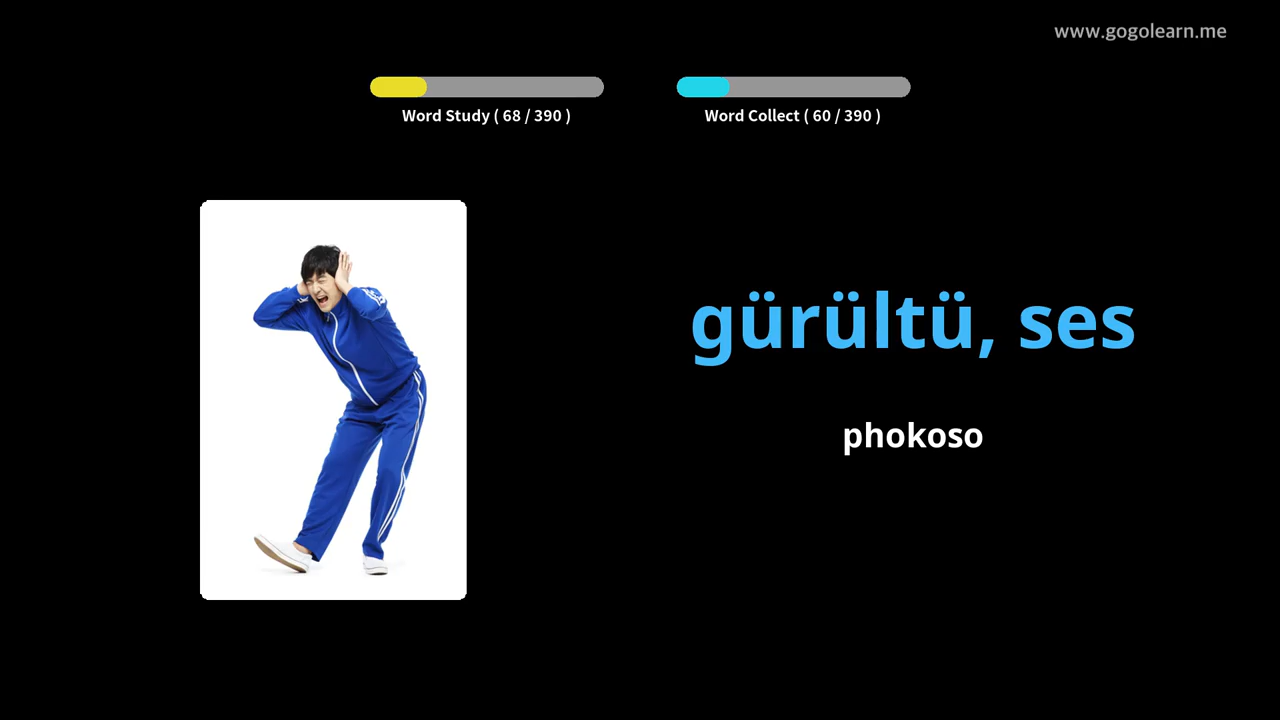 www.gogolearn.me
Word Study ( 68 / 390 )
Word Collect ( 60 / 390 )
gürültü, ses
phokoso